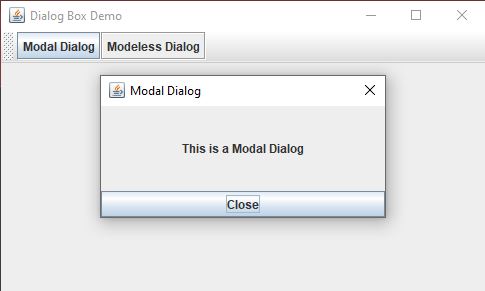 Dialog Box Demo
Modal Dialog Modeless Dialog
Modal Dialog
This is a Modal Dialog
Close